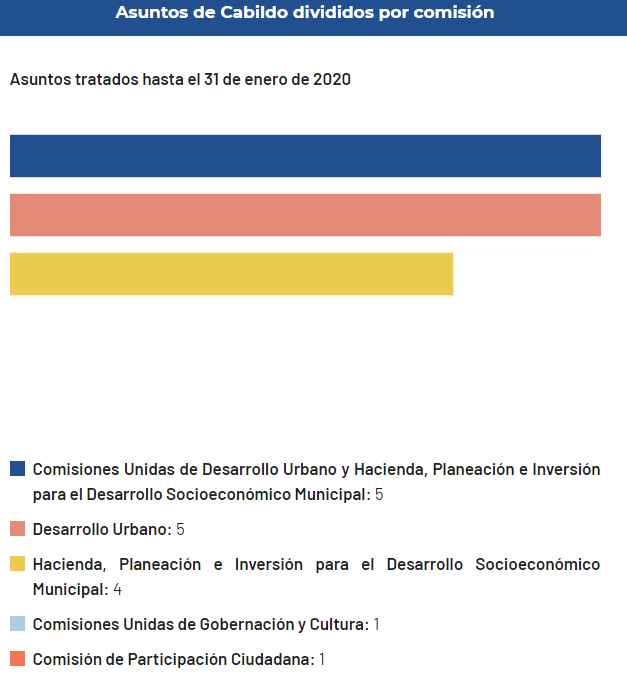 Asuntos de Cabildo divididos por comisión
Asuntos tratados hasta el 31 de enero de 2020
Comisiones Unidas de Desarrollo Urbano y Hacienda, Planeación e Inversión
para el Desarrollo Socioeconómico Municipal: 5
Desarrollo Urbano: 5
Hacienda, Planeación e Inversión para el Desarrollo Socioeconómico
Municipal: 4
Comisiones Unidas de Gobernación y Cultura: 1
Comisión de Participación Ciudadana: 1